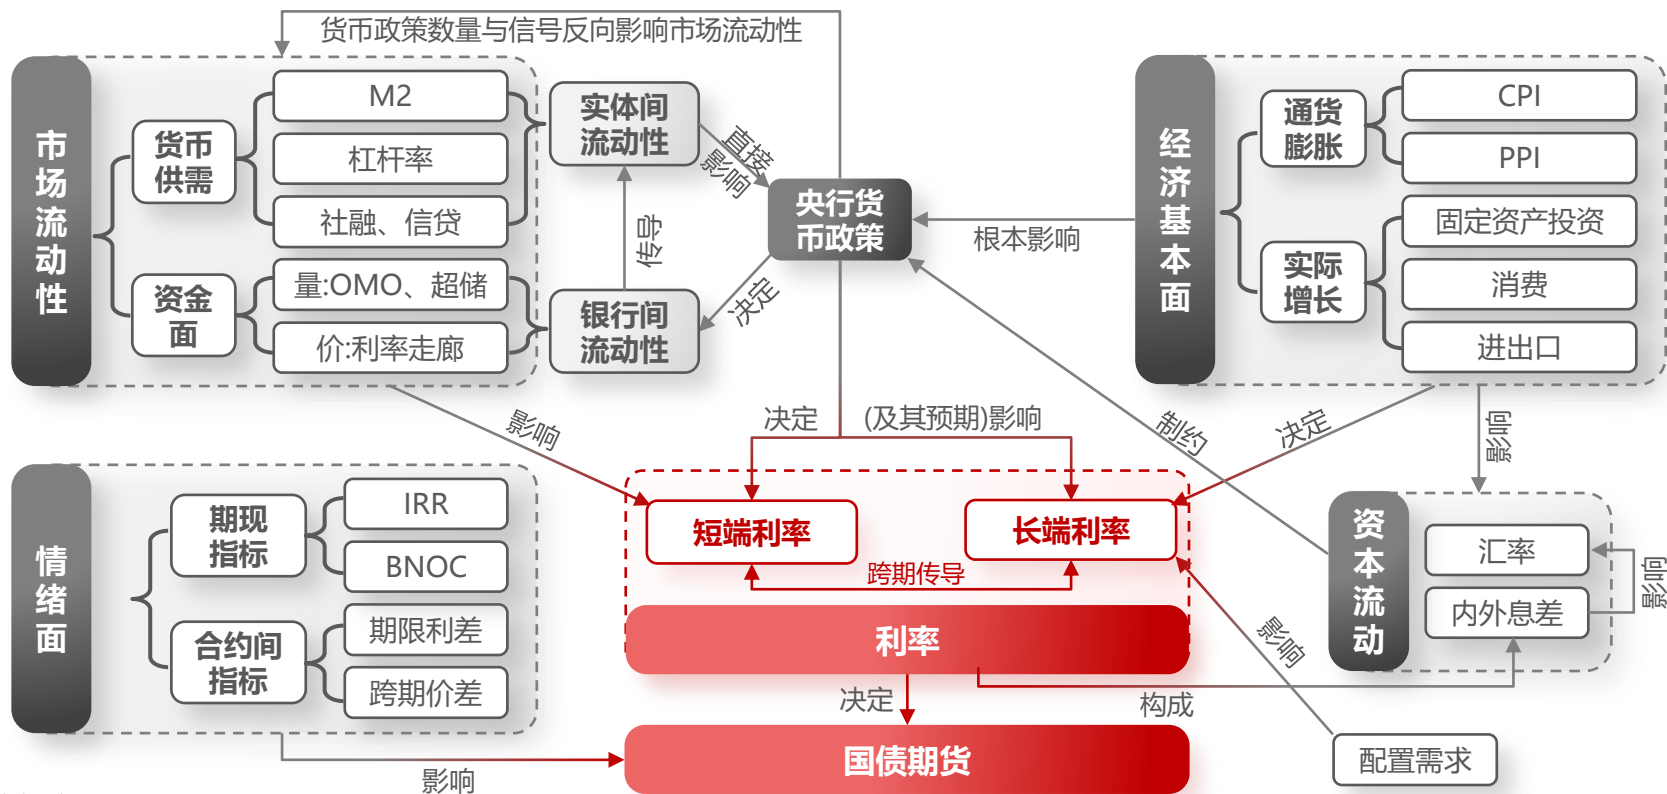 货币政策数量与信号反向影响市场流动性
市场流动性
货币
供需
M2
杠杆率
社融、信贷
资金
面
量:OMO、超储
价:利率走廊
实体间
流动性
直接
影响
传导
银行间
流动性
决定
央行货
币政策
根本影响
经济基本面
通货
膨胀
CPI
PPI
实际
增长
固定资产投资
消费
进出口
影响
决定
(及其预期)影响
制约
决定
影响
情绪面
期现
指标
IRR
BNOC
合约间
指标
期限利差
跨期价差
短端利率
长端利率
跨期传导
利率
决定
构成
影响
资本流动
汇率
内外息差
影响
国债期货
影响
配置需求